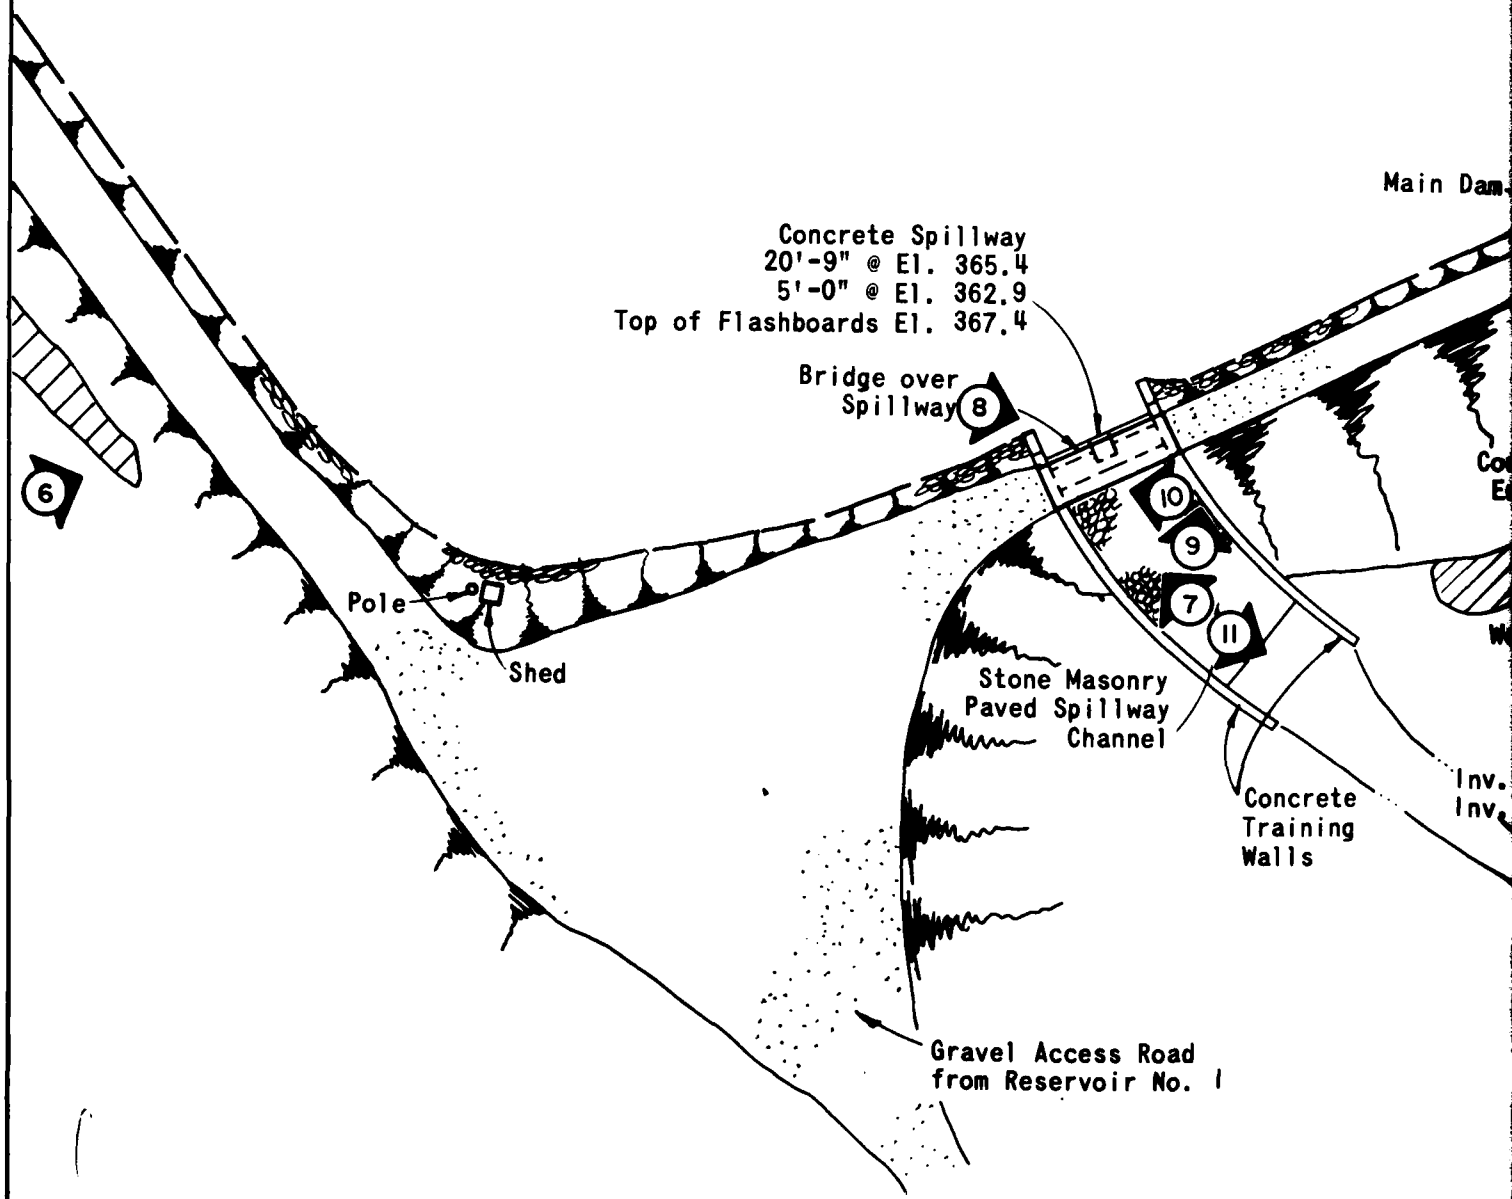 Main Dam
Concrete Spillway
20'-9" @ El. 365.4
5'-0" @ El. 362.9
Top of Flashboards El. 367.4
Bridge over
Spillway
8
6
10
9
7
11
Pole
Shed
Stone Masonry
Paved Spillway
Channel
Concrete
Training
Walls
Inv.
Inv.
Gravel Access Road
from Reservoir No. 1